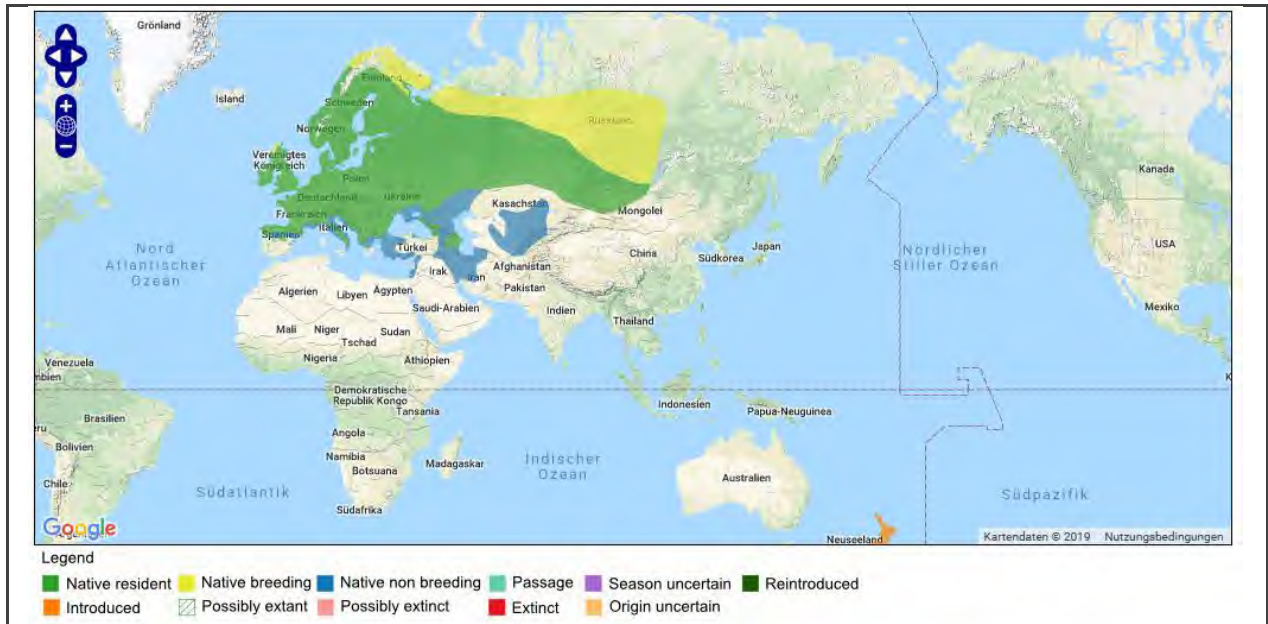 Grönland
Island
Finnland
Schweden
Norwegen
Russland
Vereinigtes
Königreich
Polen
Deutschland
Ukraine
Frankreich
Spanien
Italien
Türkei
Kasachstan
Mongolei
Kanada
USA
Mexiko
Nord
Atlantischer
Ozean
Nördlicher
Stiller Ozean
China
Südkorea
Japan
Irak
Iran
Afghanistan
Pakistan
Algerien
Libyen
Ägypten
Saudi-Arabien
Indien
Thailand
Mali
Niger
Tschad
Sudan
Nigeria
Äthiopien
Venezuela
mbien
Demokratische
Republik Kongo
Tansania
Indonesien
Papua-Neuguinea
K
Brasilien
ru
Bolivien
Chile
Angola
Namibia
Botsuana
Madagaskar
Südafrika
Indischer
Ozean
Australien
Südatlantik
Südpazifik
Neuseeland
Google
Kartendaten © 2019 Nutzungsbedingungen
Legend
Native resident Native breeding Native non breeding Passage Season uncertain Reintroduced
Introduced Possibly extant Possibly extinct Extinct Origin uncertain